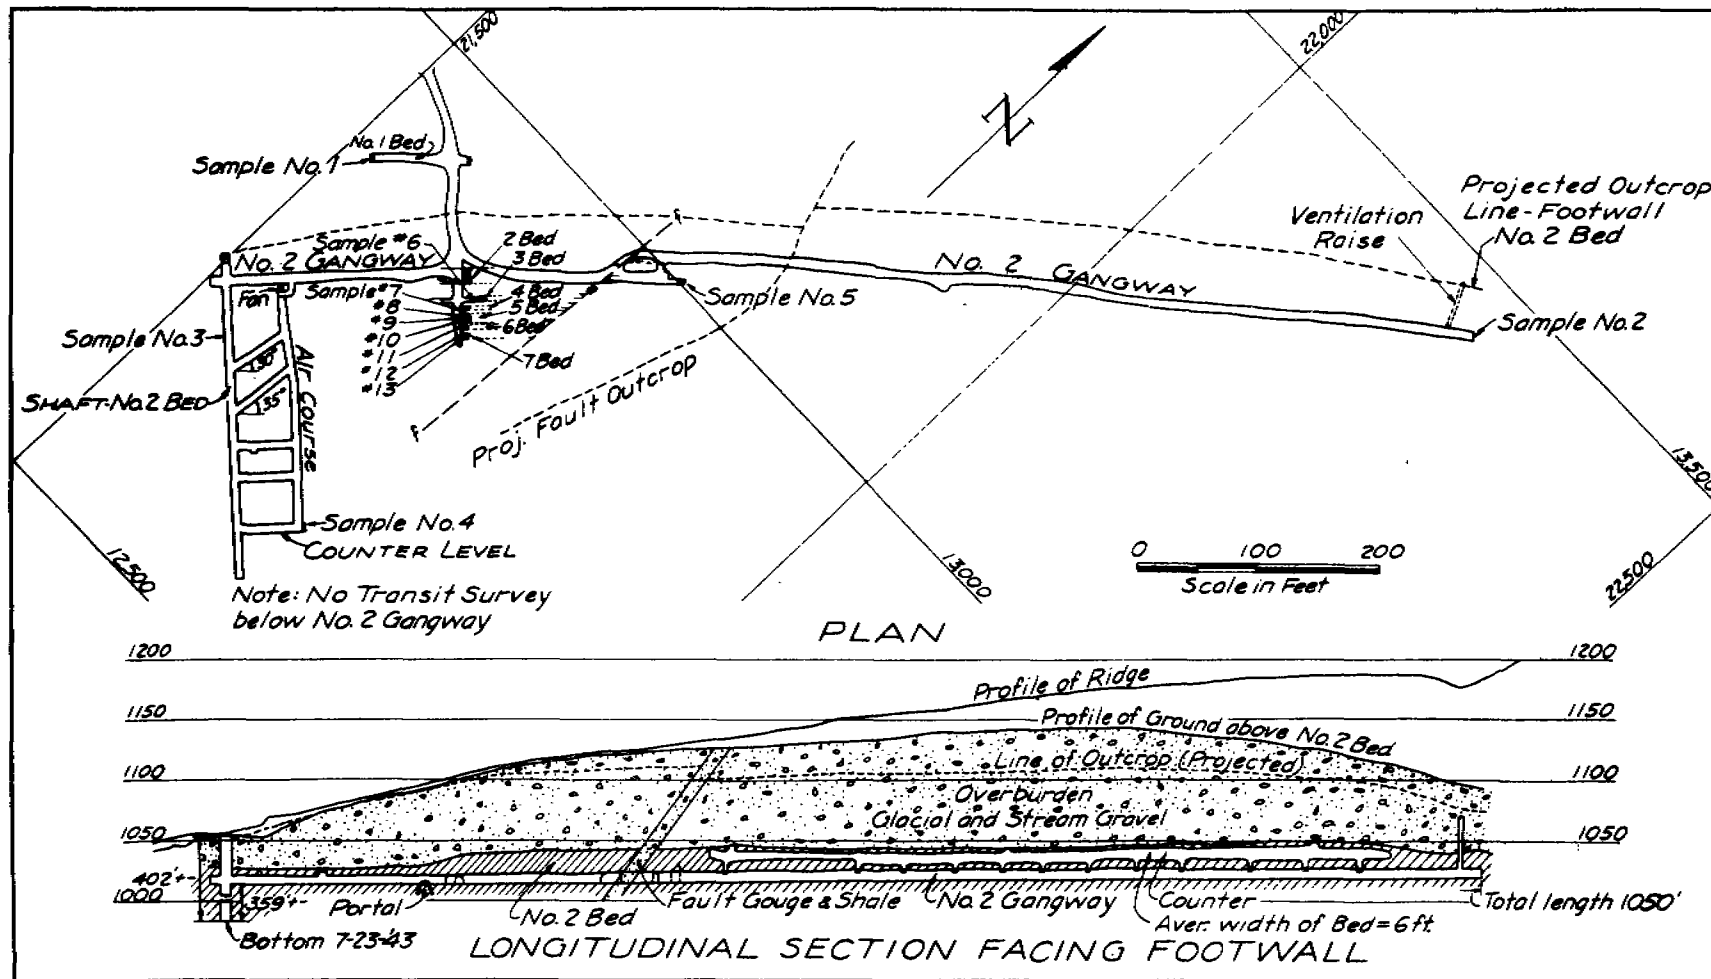 21,500
22,000
N
No. 1 Bed
Sample No. 1
Projected Outcrop
Line-Footwall
No. 2 Bed
Ventilation
Raise
Sample #6
2 Bed
3 Bed
No. 2 GANGWAY
No. 2 GANGWAY
Fan
Sample #7
4 Bed
#8
5 Bed
#9
6 Bed
#10
#11
7 Bed
#12
#13
Sample No. 5
Sample No. 2
Sample No. 3
AIR COURSE
30°
SHAFT-No. 2 BED
35°
F
F
Proj. Fault Outcrop
13,500
Sample No. 4
COUNTER LEVEL
12,500
13,000
22,500
0 100 200
Scale in Feet
Note: No Transit Survey
below No. 2 Gangway
PLAN
1200 1200
Profile of Ridge
1150 1150
Profile of Ground above No. 2 Bed
Line of Outcrop (Projected)
1100 1100
Overburden
Glacial and Stream Gravel
1050 1050
402'+-
1000
359'+-
Portal
No. 2 Bed
Fault Gouge & Shale
No. 2 Gangway
Counter
Total length 1050'
Aver. width of Bed = 6 ft.
Bottom 7-23-43
LONGITUDINAL SECTION FACING FOOTWALL